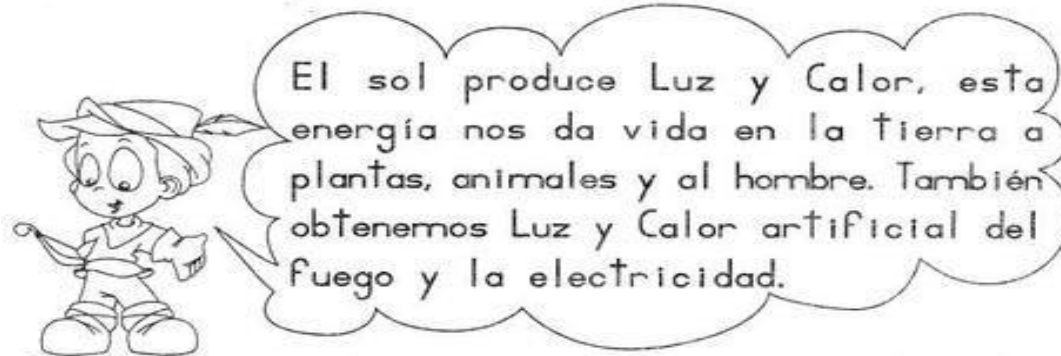 El sol produce Luz y Calor, esta
energía nos da vida en la tierra a
plantas, animales y al hombre. También
obtenemos Luz y Calor artificial del
fuego y la electricidad.